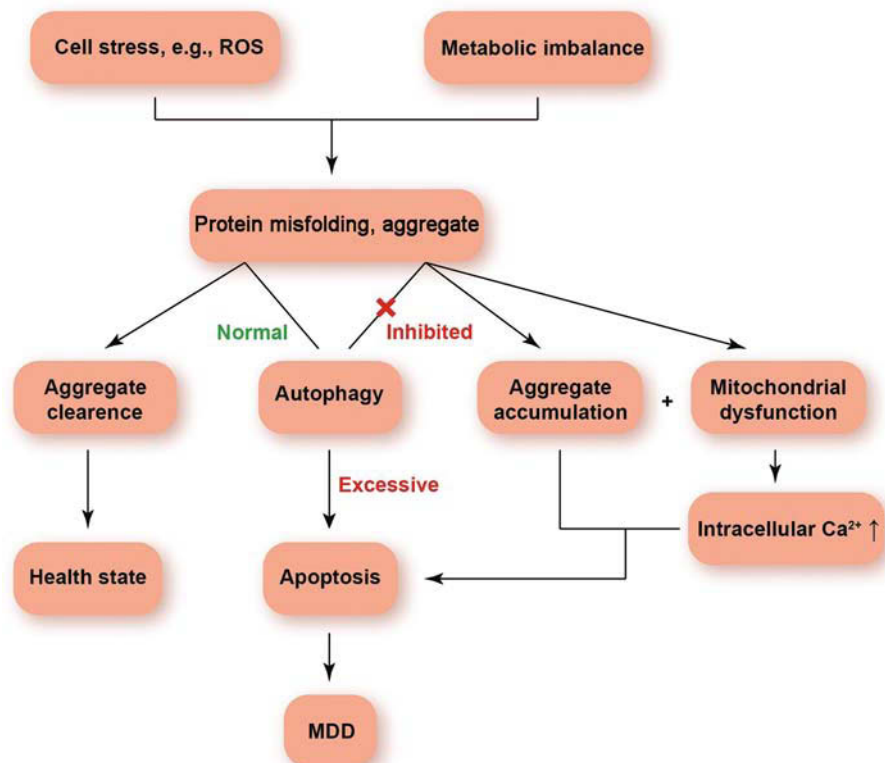 Cell stress, e.g., ROS
Metabolic imbalance
Protein misfolding, aggregate
Normal
Inhibited
Aggregate
clearence
Autophagy
Aggregate
accumulation
+
Mitochondrial
dysfunction
Excessive
Intracellular Ca²⁺ ↑
Health state
Apoptosis
MDD